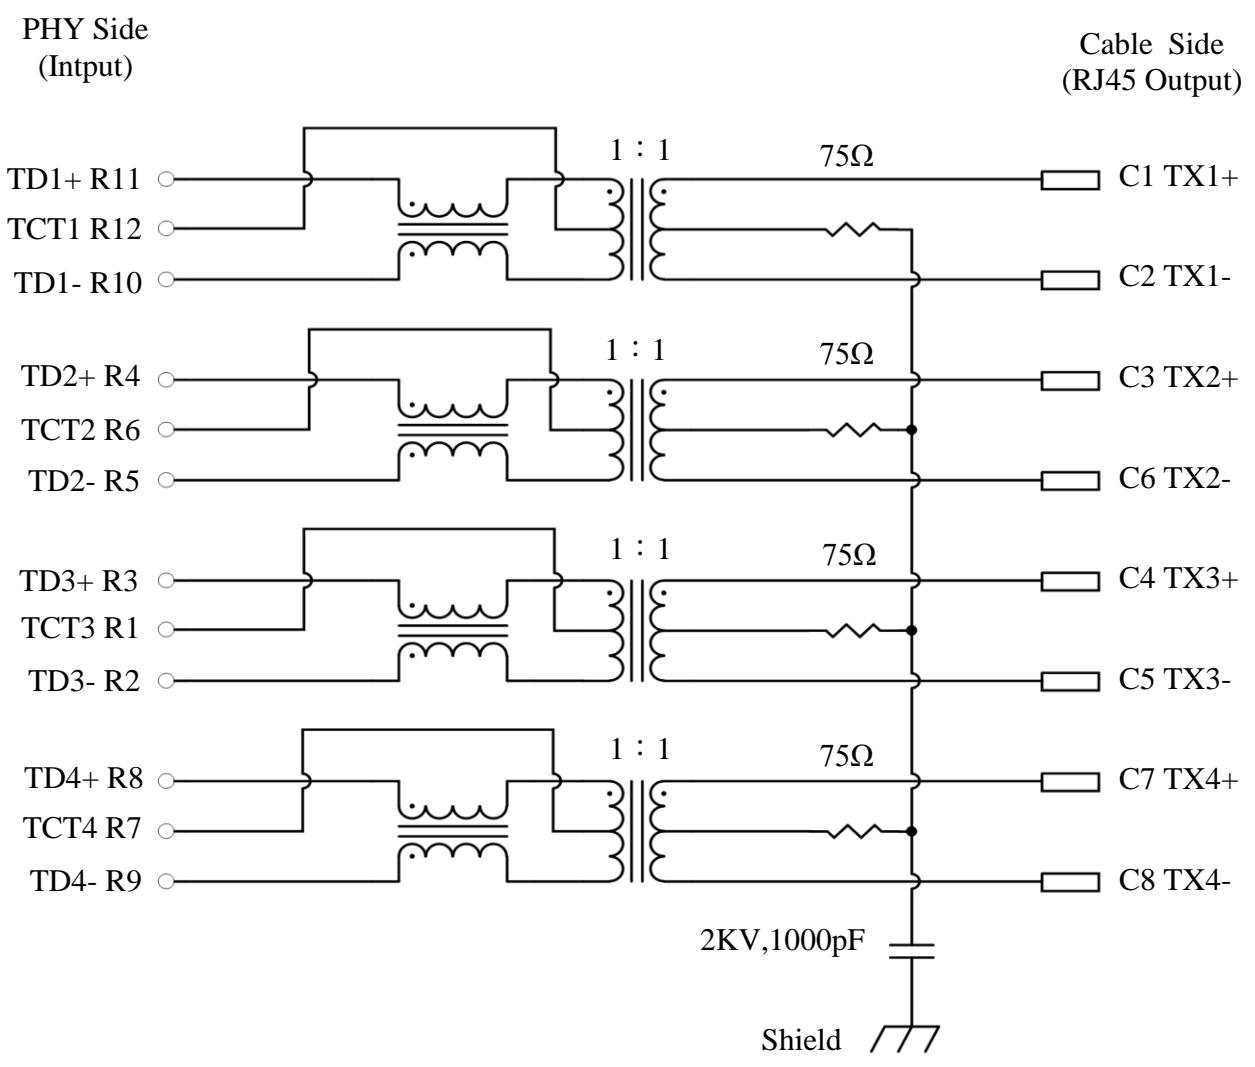 PHY Side
(Intput)
Cable Side
(RJ45 Output)
1 : 1
75Ω
TD1+ R11
C1 TX1+
TCT1 R12
TD1- R10
C2 TX1-
1 : 1
75Ω
TD2+ R4
C3 TX2+
TCT2 R6
TD2- R5
C6 TX2-
1 : 1
75Ω
TD3+ R3
C4 TX3+
TCT3 R1
TD3- R2
C5 TX3-
1 : 1
75Ω
TD4+ R8
C7 TX4+
TCT4 R7
TD4- R9
C8 TX4-
2KV,1000pF
Shield